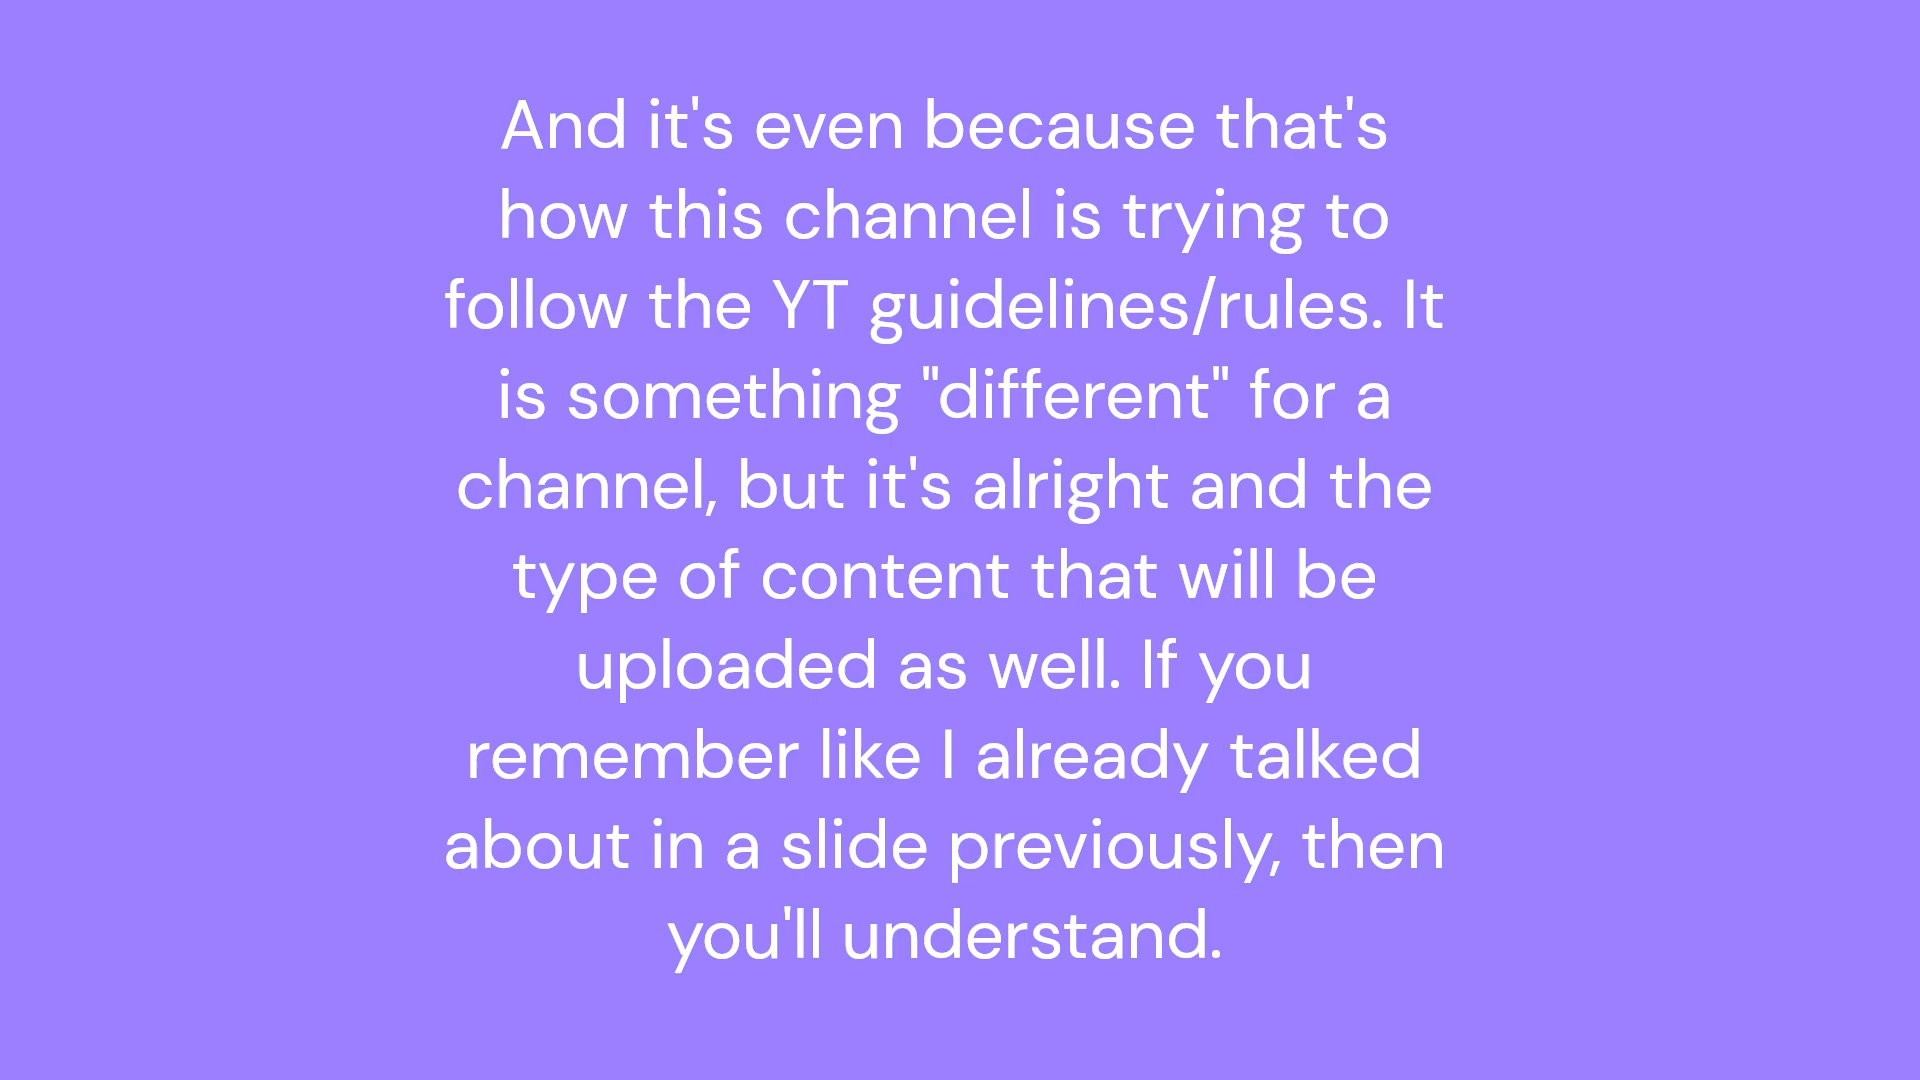 And it's even because that's
how this channel is trying to
follow the YT guidelines/rules. It
is something "different" for a
channel, but it's alright and the
type of content that will be
uploaded as well. If you
remember like I already talked
about in a slide previously, then
you'll understand.